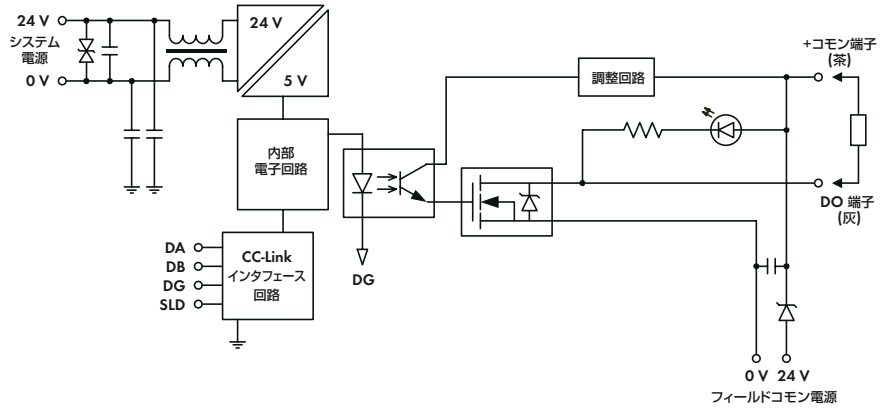 24 V
システム
電源
0 V
24 V
5 V
調整回路
+コモン端子
(茶)
内部
電子回路
DO 端子
(灰)
DG
DA
DB
DG
SLD
CC-Link
インタフェース
回路
0 V 24 V
フィールドコモン電源